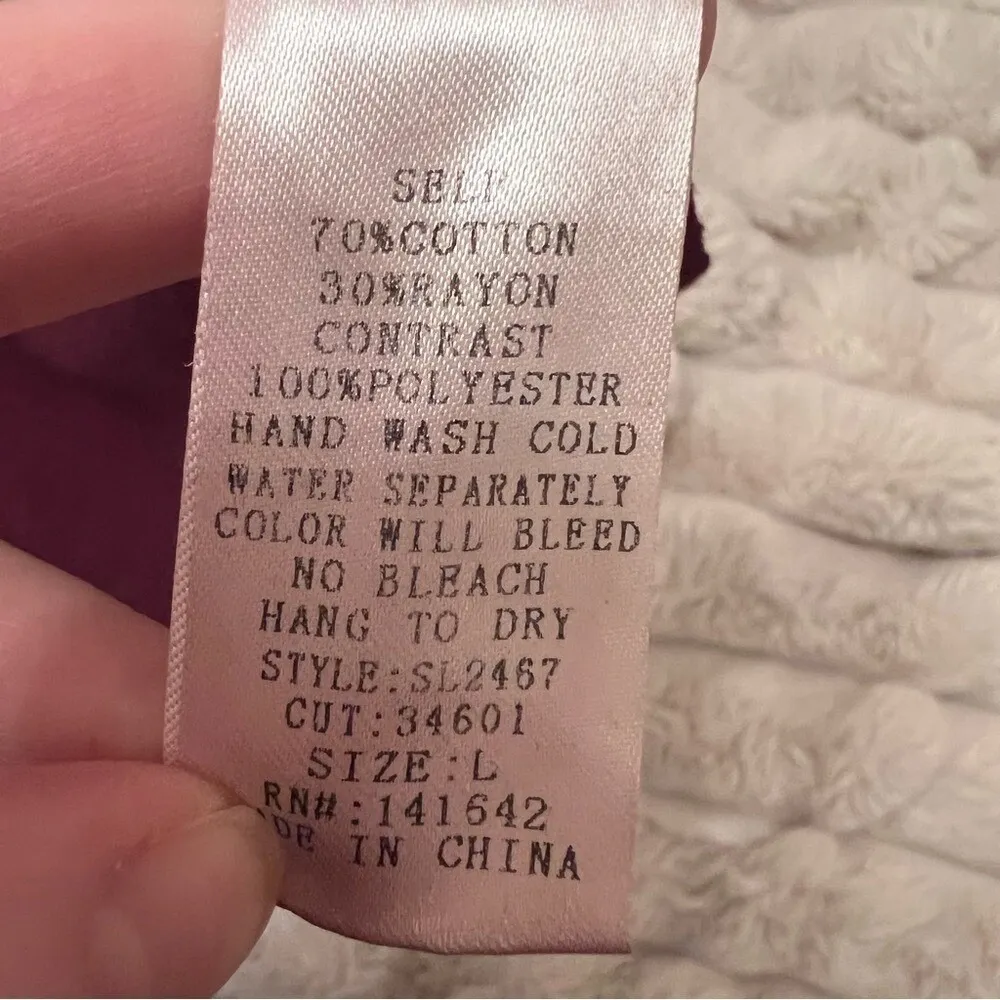 SELF
70%COTTON
30%RAYON
CONTRAST
100%POLYESTER
HAND WASH COLD
WATER SEPARATELY
COLOR WILL BLEED
NO BLEACH
HANG TO DRY
STYLE:SL2467
CUT:34601
SIZE:L
RN#:141642
ADE IN CHINA